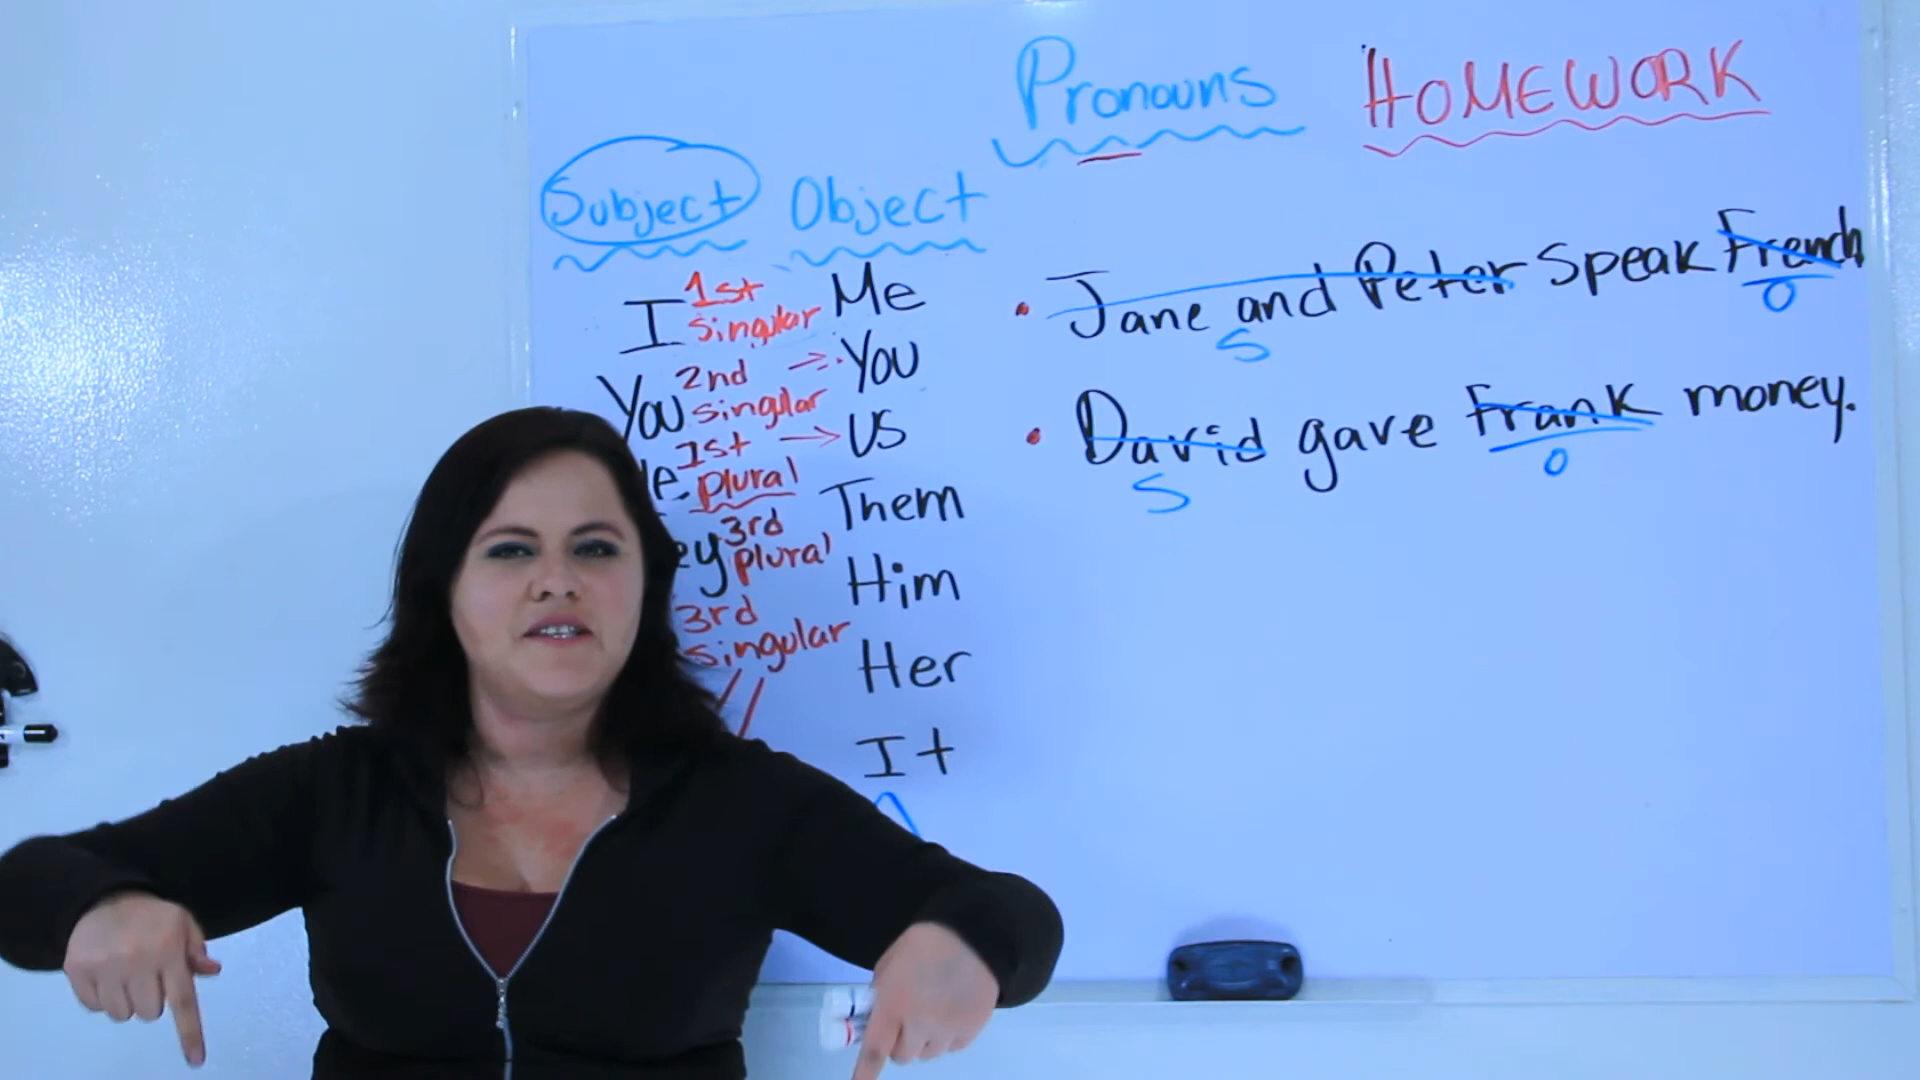 Pronouns HOMEWORK
Subject Object
I 1st singular Me
You 2nd singular You
1st plural US
3rd plural Them
3rd singular Him
Her
It
• Jane and Peter speak French.
S O
• David gave Frank money.
S O